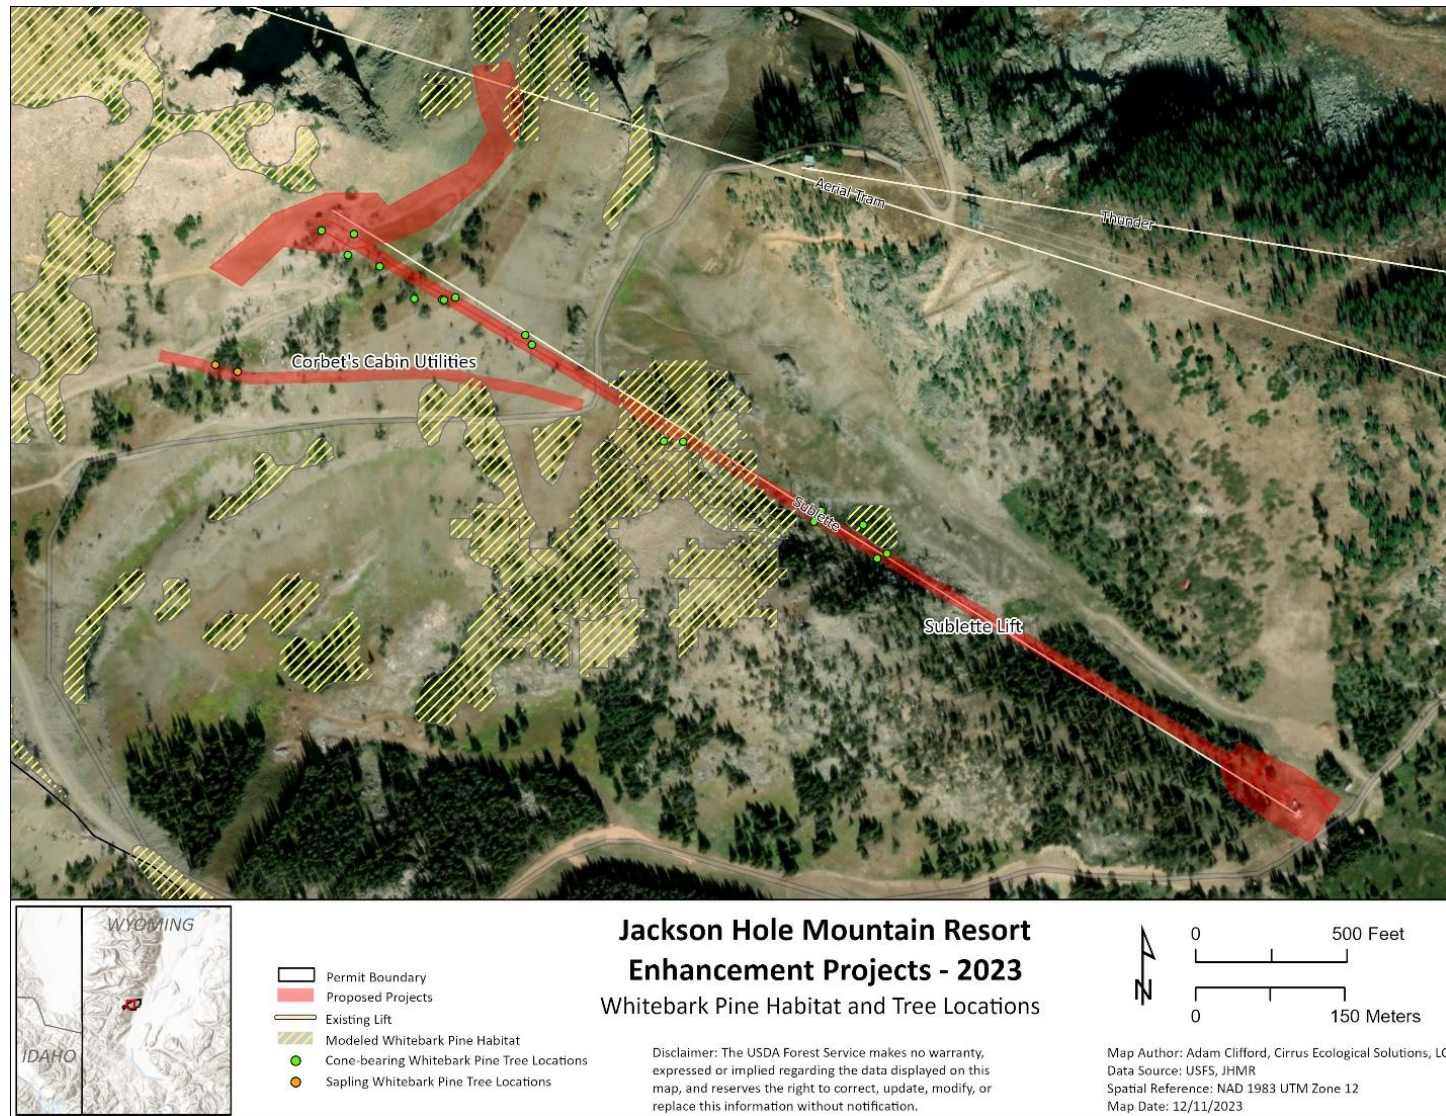 Aerial Tram
Thunder
Corbet's Cabin Utilities
Sublette
Sublette Lift
WYOMING
IDAHO
Permit Boundary
Proposed Projects
Existing Lift
Modeled Whitebark Pine Habitat
Cone-bearing Whitebark Pine Tree Locations
Sapling Whitebark Pine Tree Locations
Jackson Hole Mountain Resort
Enhancement Projects - 2023
Whitebark Pine Habitat and Tree Locations
Disclaimer: The USDA Forest Service makes no warranty,
expressed or implied regarding the data displayed on this
map, and reserves the right to correct, update, modify, or
replace this information without notification.
N
0 500 Feet
0 150 Meters
Map Author: Adam Clifford, Cirrus Ecological Solutions, LC
Data Source: USFS, JHMR
Spatial Reference: NAD 1983 UTM Zone 12
Map Date: 12/11/2023